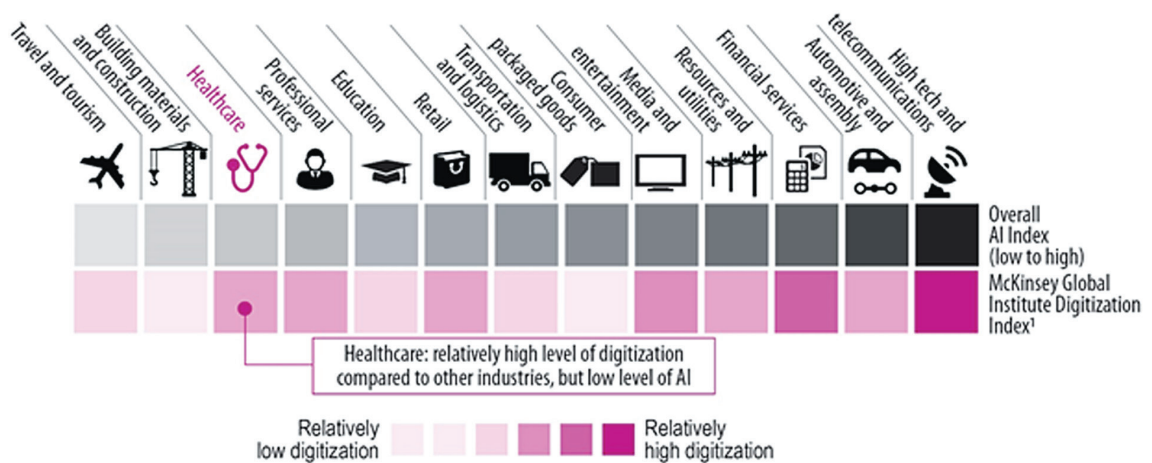 Travel and tourism
Building materials
and construction
Healthcare
Professional
services
Education
Retail
Transportation
and logistics
Consumer
packaged goods
Media and
entertainment
Resources and
utilities
Financial services
Automotive and
assembly
High tech and
telecommunications
Overall
AI Index
(low to high)
McKinsey Global
Institute Digitization
Index¹
Healthcare: relatively high level of digitization
compared to other industries, but low level of AI
Relatively
low digitization
Relatively
high digitization